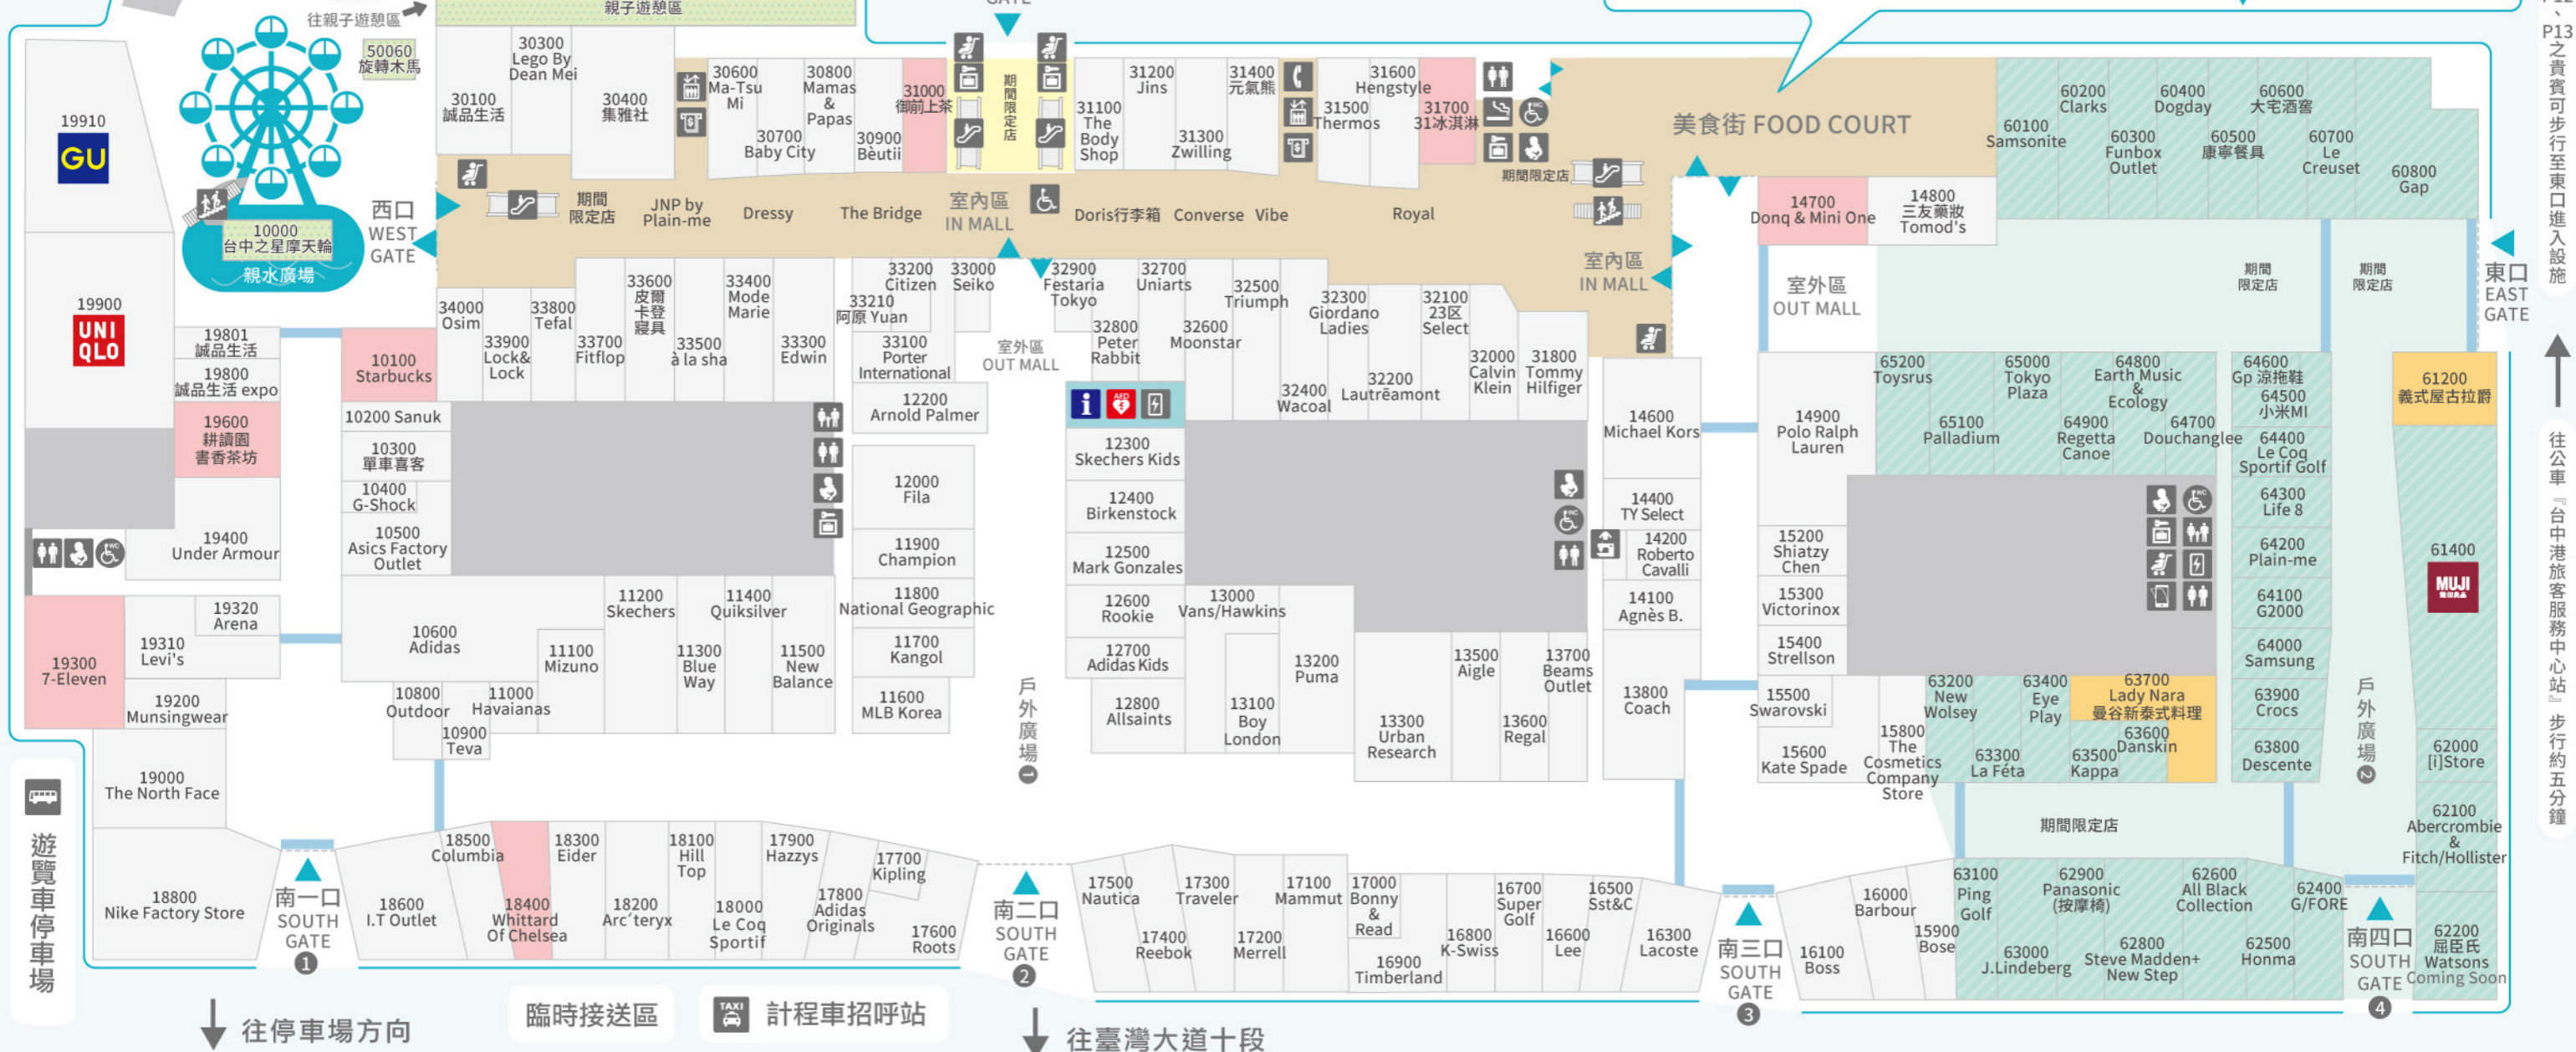 往親子遊憩區
親子遊憩區
GATE
50060
旋轉木馬
19910
GU
10000
台中之星摩天輪
親水廣場
西口
WEST
GATE
30100
誠品生活
30300
Lego By
Dean Mei
30400
集雅社
30600
Ma-Tsu
Mi
30700
Baby City
30800
Mamas
&
Papas
30900
Bèutii
31000
御前上茶
期間限定店
31100
The
Body
Shop
31200
Jins
31300
Zwilling
31400
元氣熊
31500
Thermos
31600
Hengstyle
31700
31冰淇淋
WC
期間限定店
美食街 FOOD COURT
60100
Samsonite
60200
Clarks
60300
Funbox
Outlet
60400
Dogday
60500
康寧餐具
60600
大宅酒窖
60700
Le
Creuset
60800
Gap
期間
限定店
JNP by
Plain-me
Dressy
The Bridge
室內區
IN MALL
Doris行李箱
Converse
Vibe
Royal
室內區
IN MALL
14700
Donq & Mini One
14800
三友藥妝
Tomod's
室外區
OUT MALL
期間
限定店
期間
限定店
東口
EAST
GATE
P13之貴賓可步行至東口進入設施
往公車『台中港旅客服務中心站』步行約五分鐘
19900
UNI
QLO
19801
誠品生活
19800
誠品生活 expo
19600
耕讀園
書香茶坊
19400
Under Armour
WC
19300
7-Eleven
19320
Arena
19310
Levi's
19200
Munsingwear
19000
The North Face
18800
Nike Factory Store
10100
Starbucks
10200 Sanuk
10300
單車喜客
10400
G-Shock
10500
Asics Factory
Outlet
10600
Adidas
10800
Outdoor
10900
Teva
11000
Havaianas
11100
Mizuno
11200
Skechers
11300
Blue
Way
11400
Quiksilver
11500
New
Balance
34000
Osim
33900
Lock&
Lock
33800
Tefal
33700
Fitflop
33600
皮爾
卡登
寢具
33500
à la sha
33400
Mode
Marie
33300
Edwin
33200
Citizen
33210
阿原 Yuan
33100
Porter
International
33000
Seiko
室外區
OUT MALL
12200
Arnold Palmer
12000
Fila
11900
Champion
11800
National Geographic
11700
Kangol
11600
MLB Korea
戶外廣場❶
32900
Festaria
Tokyo
32800
Peter
Rabbit
32700
Uniarts
32600
Moonstar
32500
Triumph
32400
Wacoal
32300
Giordano
Ladies
32200
Lautrēamont
32100
23区
Select
32000
Calvin
Klein
31800
Tommy
Hilfiger
i
AED
12300
Skechers Kids
12400
Birkenstock
12500
Mark Gonzales
12600
Rookie
12700
Adidas Kids
12800
Allsaints
13000
Vans/Hawkins
13100
Boy
London
13200
Puma
13300
Urban
Research
13500
Aigle
13600
Regal
13700
Beams
Outlet
WC
14600
Michael Kors
14400
TY Select
14200
Roberto
Cavalli
14100
Agnès B.
13800
Coach
14900
Polo Ralph
Lauren
15200
Shiatzy
Chen
15300
Victorinox
15400
Strellson
15500
Swarovski
15600
Kate Spade
15800
The
Cosmetics
Company
Store
65200
Toysrus
65100
Palladium
65000
Tokyo
Plaza
64900
Regetta
Canoe
64800
Earth Music
&
Ecology
64700
Douchanglee
WC
63200
New
Wolsey
63300
La Féta
63400
Eye
Play
63500
Kappa
63600
Danskin
63700
Lady Nara
曼谷新泰式料理
64600
Gp 涼拖鞋
64500
小米MI
64400
Le Coq
Sportif Golf
64300
Life 8
64200
Plain-me
64100
G2000
64000
Samsung
63900
Crocs
63800
Descente
61200
義式屋古拉爵
61400
MUJI
無印良品
戶外廣場❷
62000
[i]Store
62100
Abercrombie
&
Fitch/Hollister
62200
屈臣氏
Watsons
Coming Soon
期間限定店
遊覽車停車場
南一口
SOUTH
GATE
❶
18600
I.T Outlet
18500
Columbia
18400
Whittard
Of Chelsea
18300
Eider
18200
Arc´teryx
18100
Hill
Top
18000
Le Coq
Sportif
17900
Hazzys
17800
Adidas
Originals
17700
Kipling
17600
Roots
南二口
SOUTH
GATE
❷
17500
Nautica
17400
Reebok
17300
Traveler
17200
Merrell
17100
Mammut
17000
Bonny
&
Read
16900
Timberland
16800
K-Swiss
16700
Super
Golf
16600
Lee
16500
Sst&C
16300
Lacoste
南三口
SOUTH
GATE
❸
16100
Boss
16000
Barbour
15900
Bose
63100
Ping
Golf
63000
J.Lindeberg
62900
Panasonic
(按摩椅)
62800
Steve Madden+
New Step
62600
All Black
Collection
62500
Honma
62400
G/FORE
南四口
SOUTH
GATE
❹
往停車場方向
臨時接送區
TAXI
計程車招呼站
往臺灣大道十段